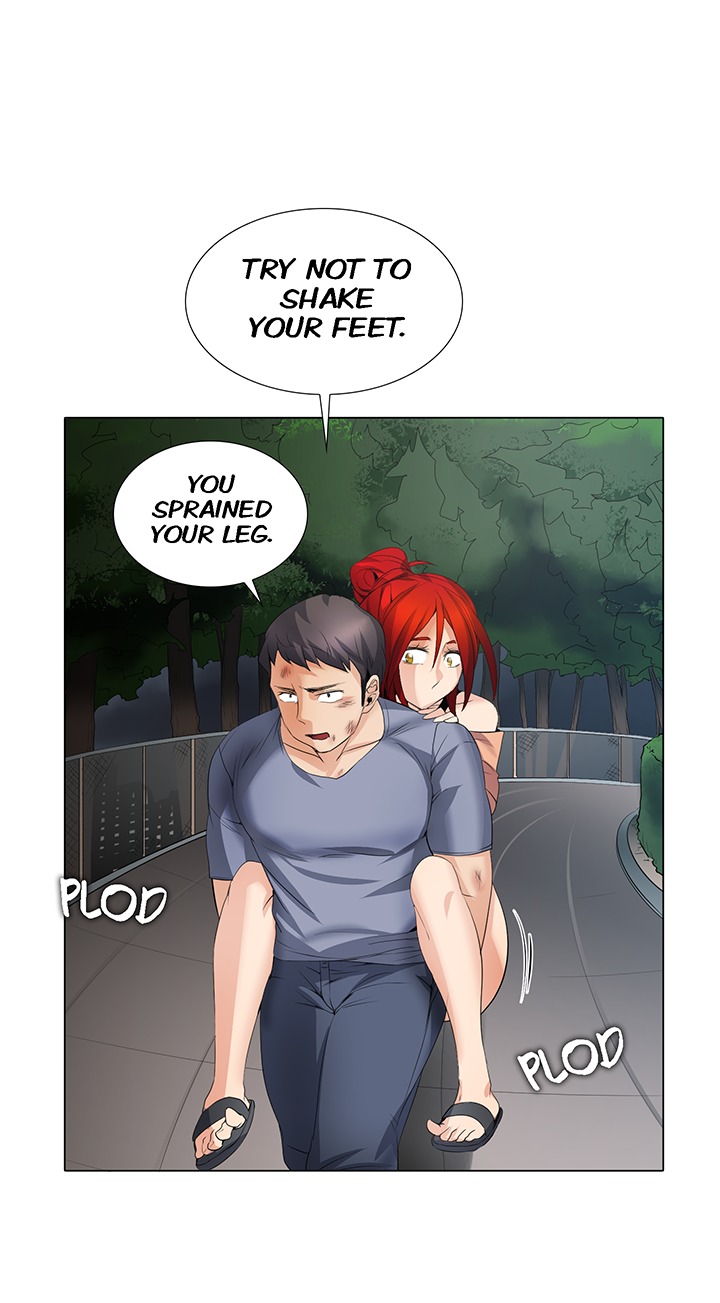 TRY NOT TO
SHAKE
YOUR FEET.
YOU
SPRAINED
YOUR LEG.
PLOD
PLOD